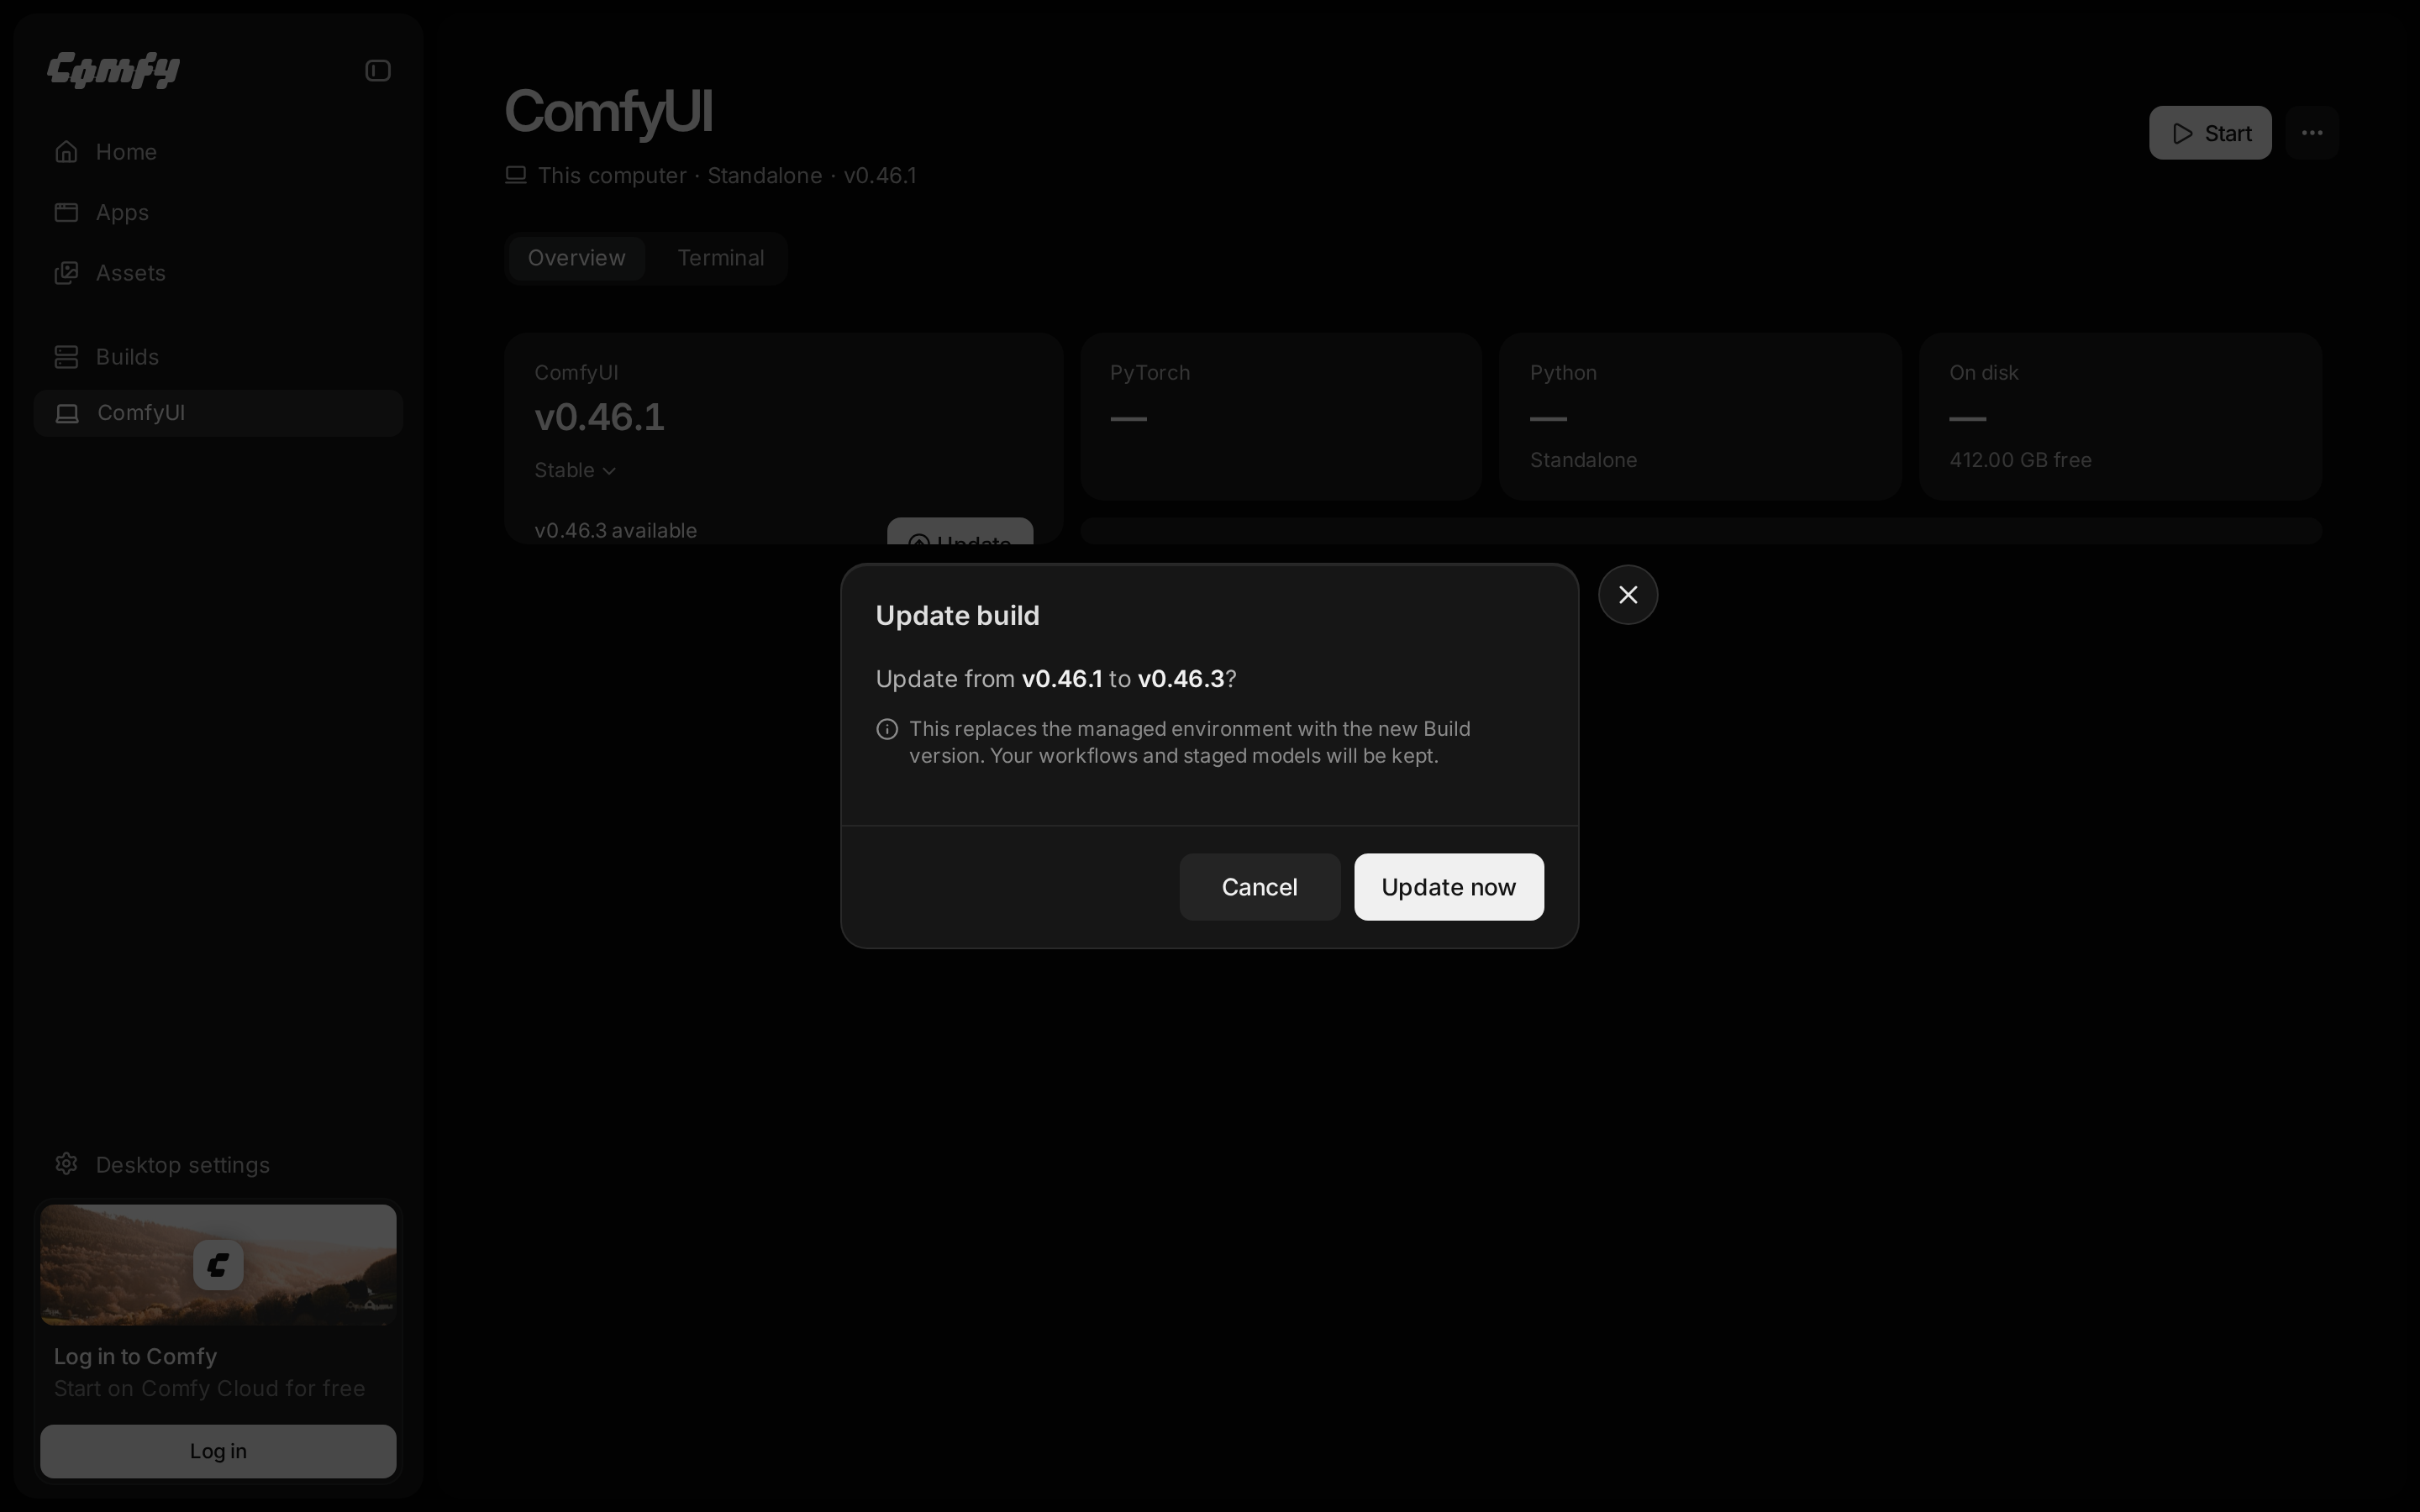 Comfy
Home
Apps
Assets
Builds
ComfyUI
Desktop settings
Log in to Comfy
Start on Comfy Cloud for free
Log in
ComfyUI
This computer · Standalone · v0.46.1
Start
Overview
Terminal
ComfyUI
v0.46.1
Stable
v0.46.3 available
Update
PyTorch
—
Python
—
Standalone
On disk
—
412.00 GB free
Update build
Update from v0.46.1 to v0.46.3?
This replaces the managed environment with the new Build
version. Your workflows and staged models will be kept.
Cancel
Update now